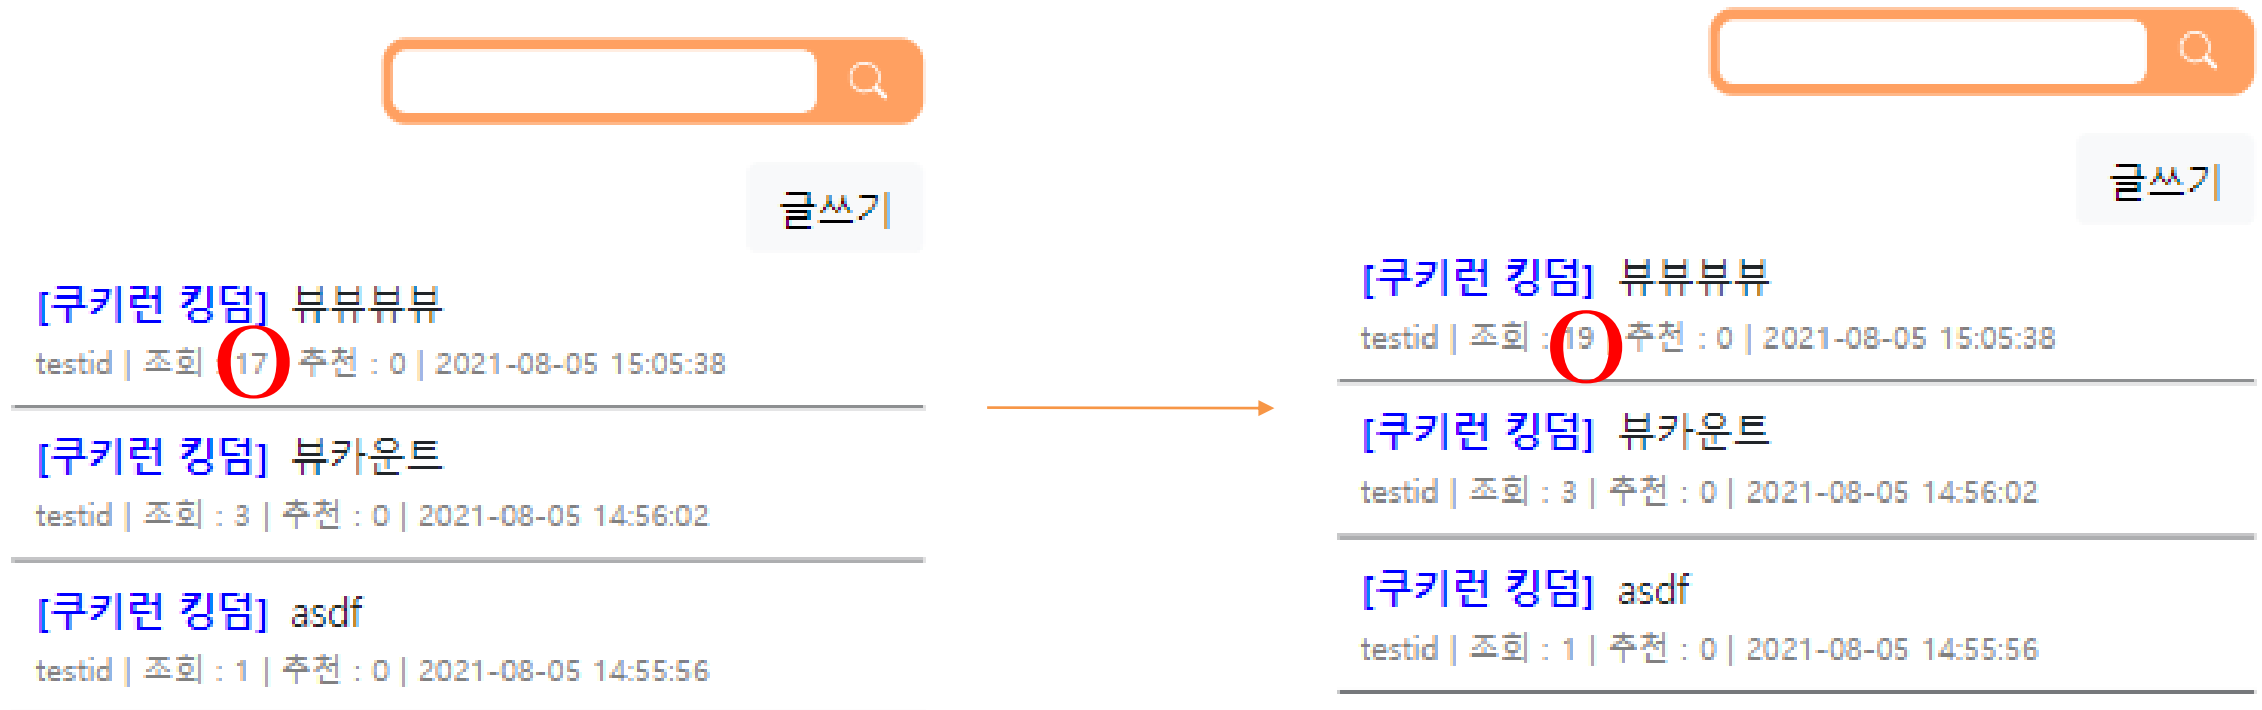 글쓰기
[쿠키런 킹덤] 뷰뷰뷰뷰
testid | 조회 : 17 | 추천 : 0 | 2021-08-05 15:05:38
[쿠키런 킹덤] 뷰카운트
testid | 조회 : 3 | 추천 : 0 | 2021-08-05 14:56:02
[쿠키런 킹덤] asdf
testid | 조회 : 1 | 추천 : 0 | 2021-08-05 14:55:56
글쓰기
[쿠키런 킹덤] 뷰뷰뷰뷰
testid | 조회 : 19 | 추천 : 0 | 2021-08-05 15:05:38
[쿠키런 킹덤] 뷰카운트
testid | 조회 : 3 | 추천 : 0 | 2021-08-05 14:56:02
[쿠키런 킹덤] asdf
testid | 조회 : 1 | 추천 : 0 | 2021-08-05 14:55:56